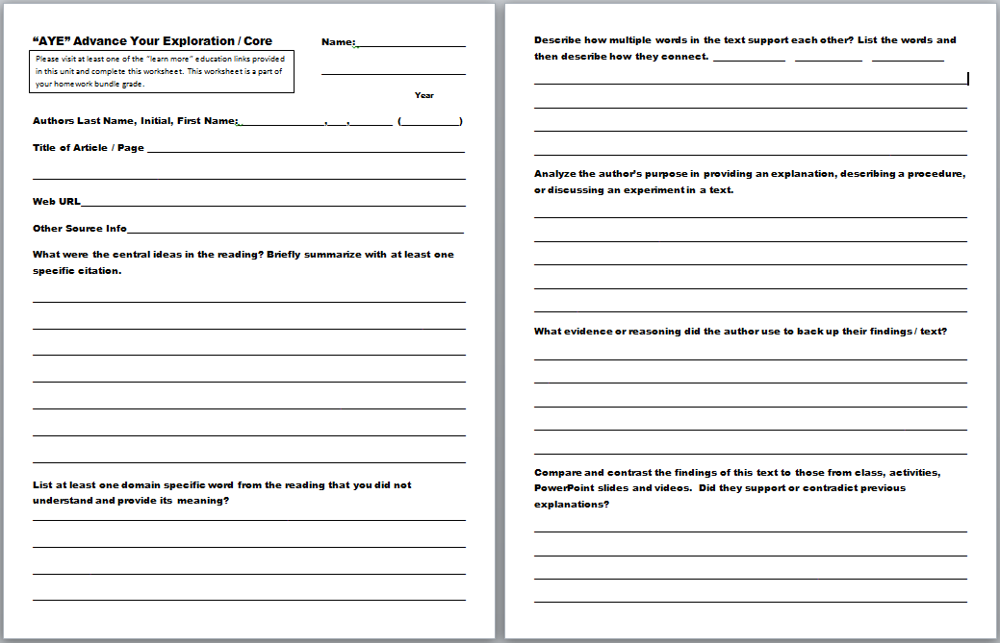 “AYE” Advance Your Exploration / Core
Name:
Please visit at least one of the “learn more” education links provided
in this unit and complete this worksheet. This worksheet is a part of
your homework bundle grade.
Year
Authors Last Name, Initial, First Name: ________,___,_______ (_________)
Title of Article / Page
Web URL
Other Source Info
What were the central ideas in the reading? Briefly summarize with at least one
specific citation.
List at least one domain specific word from the reading that you did not
understand and provide its meaning?
Describe how multiple words in the text support each other? List the words and
then describe how they connect.
Analyze the author’s purpose in providing an explanation, describing a procedure,
or discussing an experiment in a text.
What evidence or reasoning did the author use to back up their findings / text?
Compare and contrast the findings of this text to those from class, activities,
PowerPoint slides and videos.  Did they support or contradict previous
explanations?